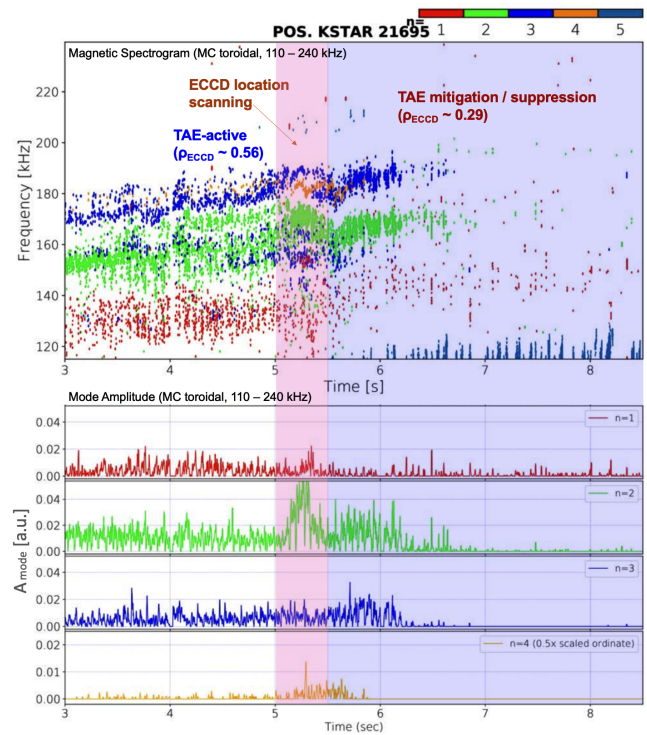 POS. KSTAR 21695
n=
1 2 3 4 5
Magnetic Spectrogram (MC toroidal, 110 – 240 kHz)
ECCD location
scanning
TAE mitigation / suppression
(ρECCD ~ 0.29)
TAE-active
(ρECCD ~ 0.56)
Frequency [kHz]
220
200
180
160
140
120
3 4 5 6 7 8
Time [s]
Mode Amplitude (MC toroidal, 110 – 240 kHz)
A mode [a.u.]
0.04
0.02
0.00
n=1
0.04
0.02
0.00
n=2
0.04
0.02
0.00
n=3
0.02
0.01
0.00
n=4 (0.5x scaled ordinate)
3 4 5 6 7 8
Time (sec)